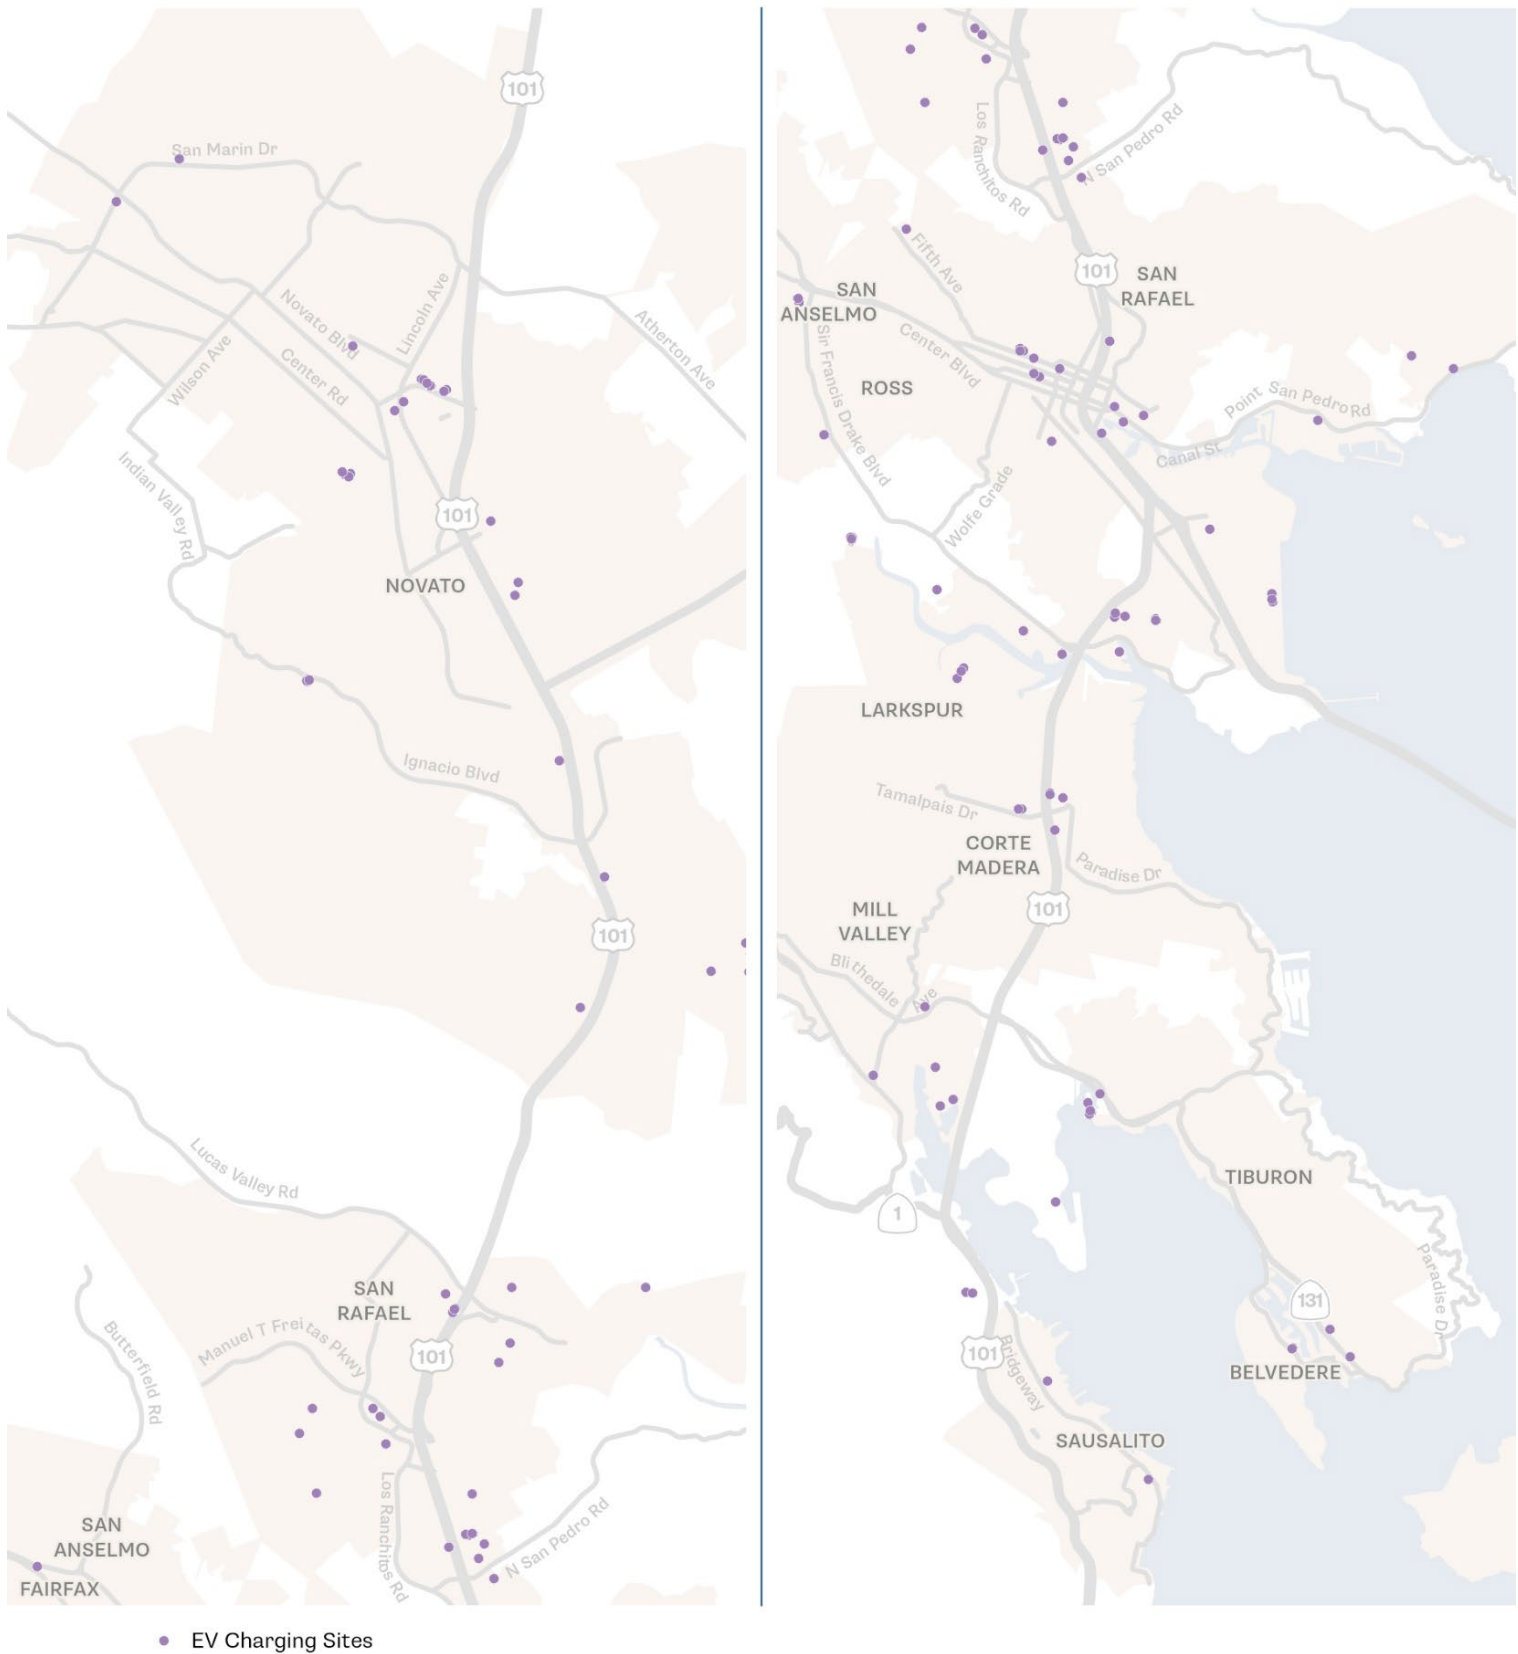 101
San Marin Dr
Novato Blvd
Lincoln Ave
Atherton Ave
Wilson Ave
Center Rd
Indian Valley Rd
101
NOVATO
Ignacio Blvd
101
Lucas Valley Rd
SAN
RAFAEL
Manuel T Freitas Pkwy
101
Butterfield Rd
Los Ranchitos Rd
N San Pedro Rd
SAN
ANSELMO
FAIRFAX
Los Ranchitos Rd
N San Pedro Rd
Fifth Ave
101
SAN
RAFAEL
SAN
ANSELMO
Sir Francis Drake Blvd
Center Blvd
ROSS
Point San Pedro Rd
Canal St
Wolfe Grade
LARKSPUR
Tamalpais Dr
CORTE
MADERA
Paradise Dr
101
MILL
VALLEY
Blithedale Ave
TIBURON
1
Paradise Dr
131
101
Bridgeway
BELVEDERE
SAUSALITO
EV Charging Sites